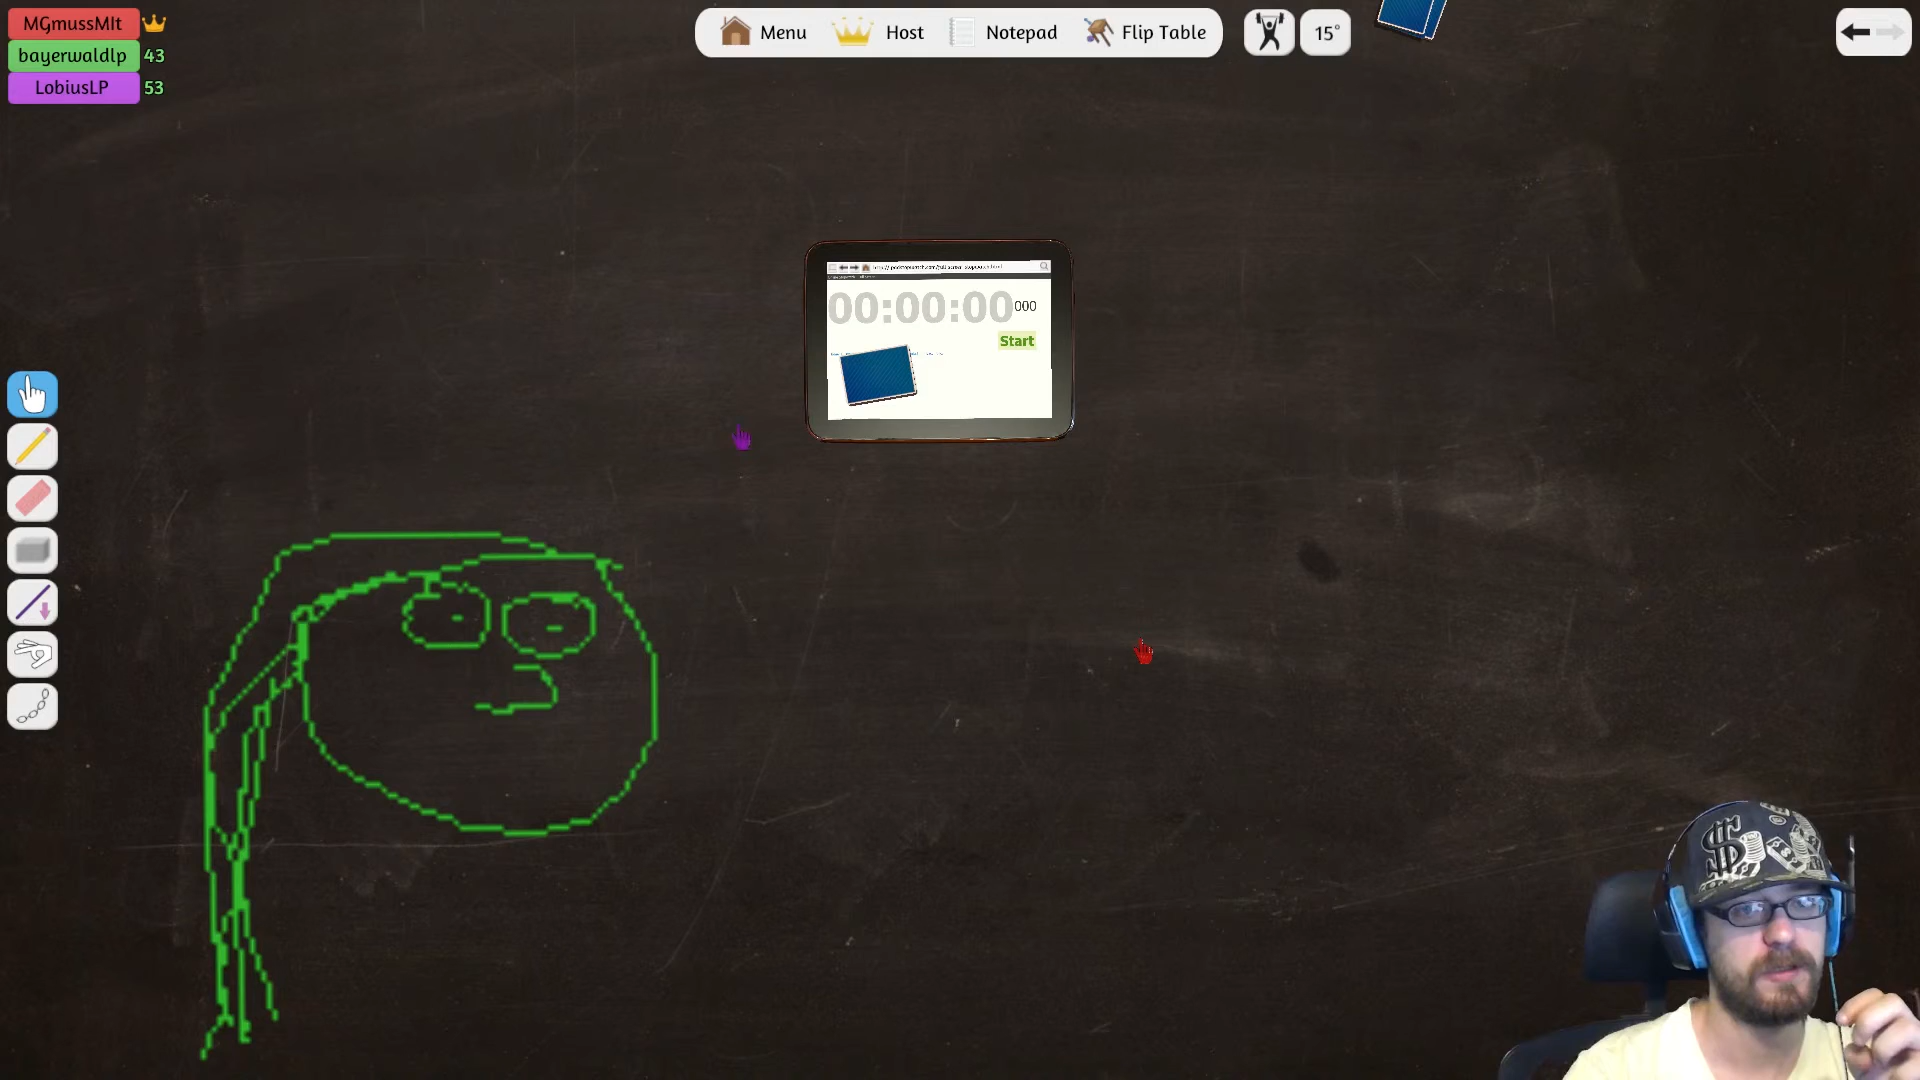 MGmussMIt
bayerwaldlp 43
LobiusLP 53
Menu Host Notepad Flip Table 15°
00:00:00 000
Start